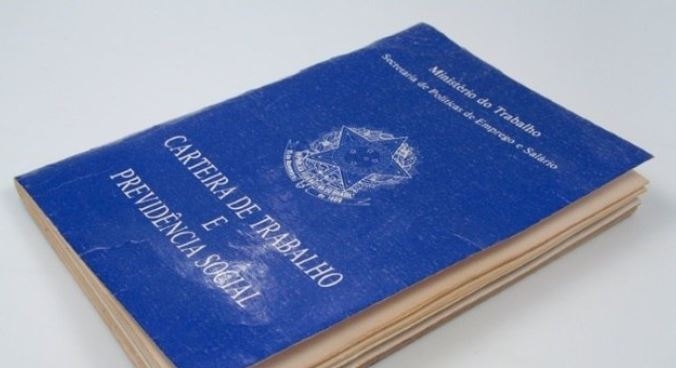 Ministério do Trabalho
Secretaria de Políticas de Emprego e Salário
CARTEIRA DE TRABALHO
E
PREVIDÊNCIA SOCIAL